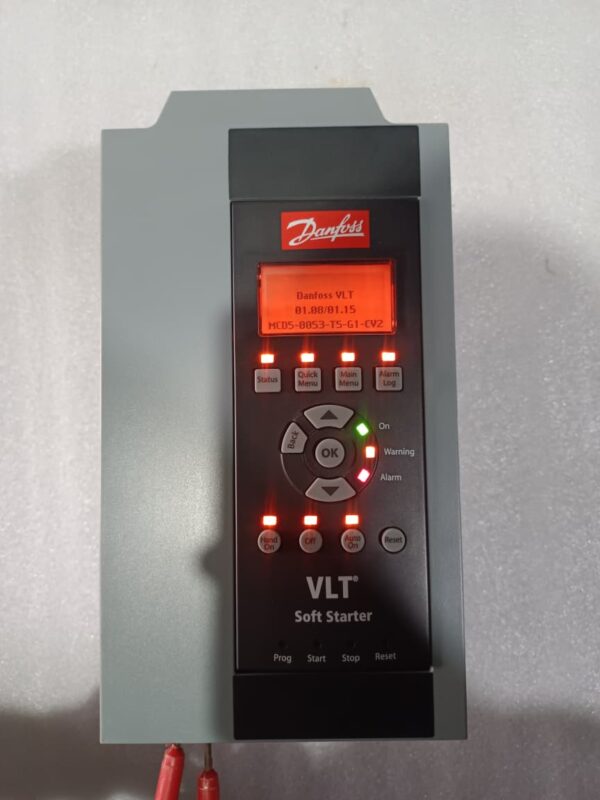 Danfoss
Danfoss VLT
01.08/01.15
MCD5-0053-T5-G1-CV2
Status
Quick Menu
Main Menu
Alarm Log
On
Back
OK
Warning
Alarm
Hand On
Off
Auto On
Reset
VLT®
Soft Starter
Prog Start Stop Reset